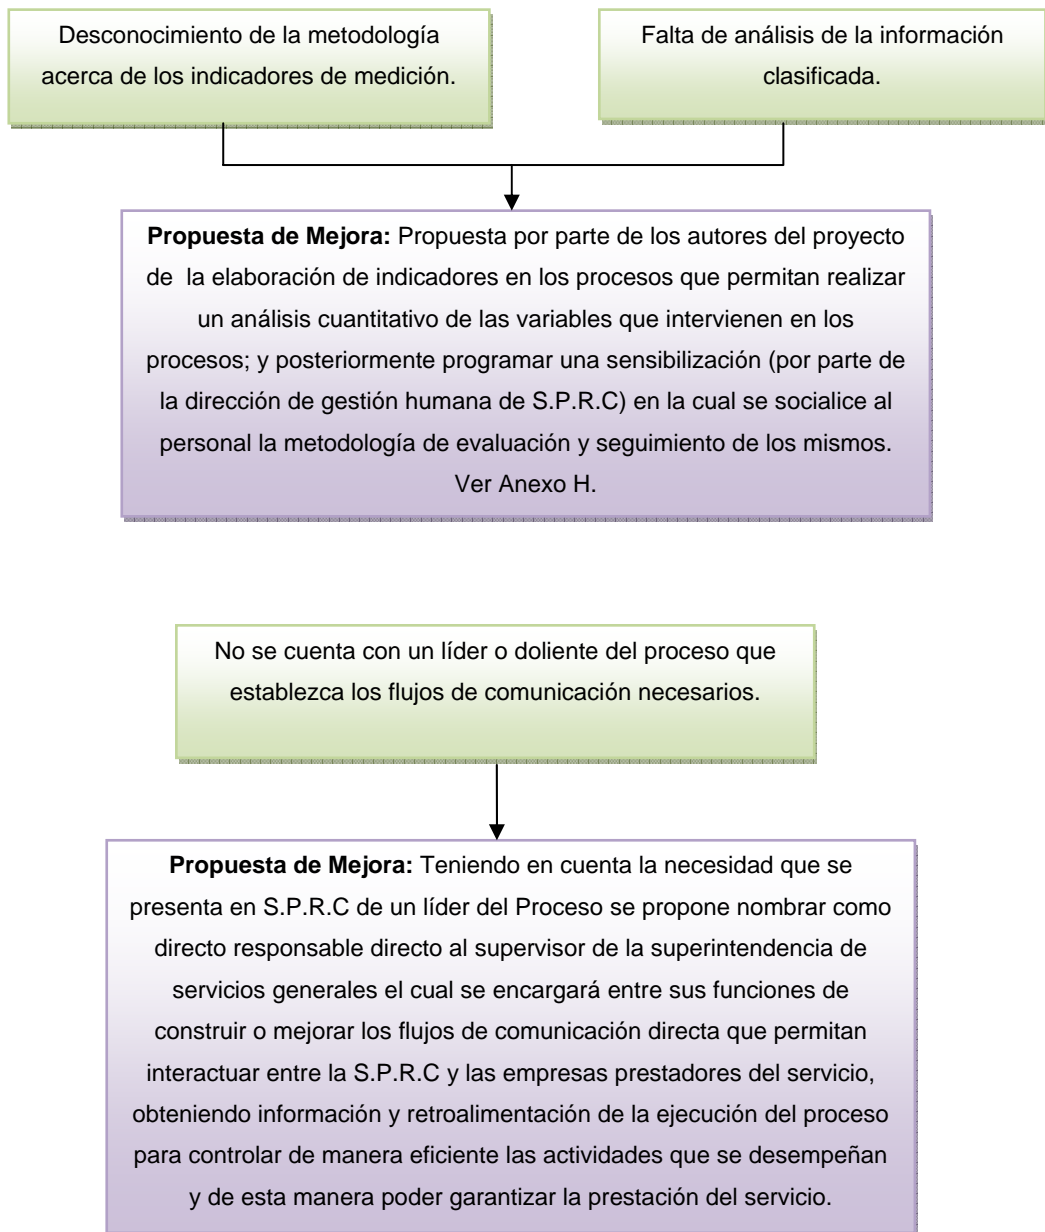 Desconocimiento de la metodología
acerca de los indicadores de medición.
Falta de análisis de la información
clasificada.
Propuesta de Mejora: Propuesta por parte de los autores del proyecto
de la elaboración de indicadores en los procesos que permitan realizar
un análisis cuantitativo de las variables que intervienen en los
procesos; y posteriormente programar una sensibilización (por parte de
la dirección de gestión humana de S.P.R.C) en la cual se socialice al
personal la metodología de evaluación y seguimiento de los mismos.
Ver Anexo H.
No se cuenta con un líder o doliente del proceso que
establezca los flujos de comunicación necesarios.
Propuesta de Mejora: Teniendo en cuenta la necesidad que se
presenta en S.P.R.C de un líder del Proceso se propone nombrar como
directo responsable directo al supervisor de la superintendencia de
servicios generales el cual se encargará entre sus funciones de
construir o mejorar los flujos de comunicación directa que permitan
interactuar entre la S.P.R.C y las empresas prestadores del servicio,
obteniendo información y retroalimentación de la ejecución del proceso
para controlar de manera eficiente las actividades que se desempeñan
y de esta manera poder garantizar la prestación del servicio.